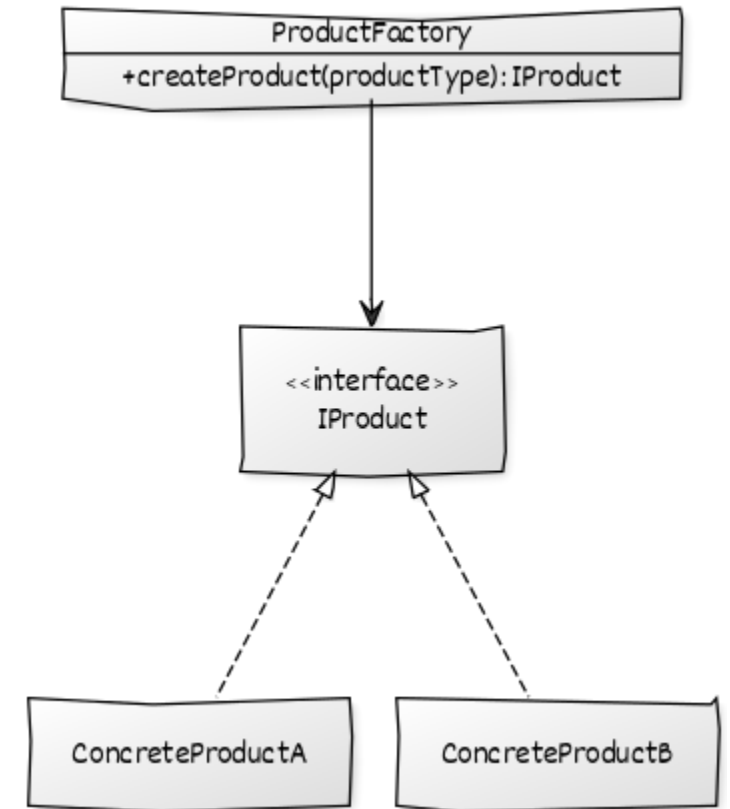 ProductFactory
+createProduct(productType): IProduct
<<interface>>
IProduct
ConcreteProductA
ConcreteProductB